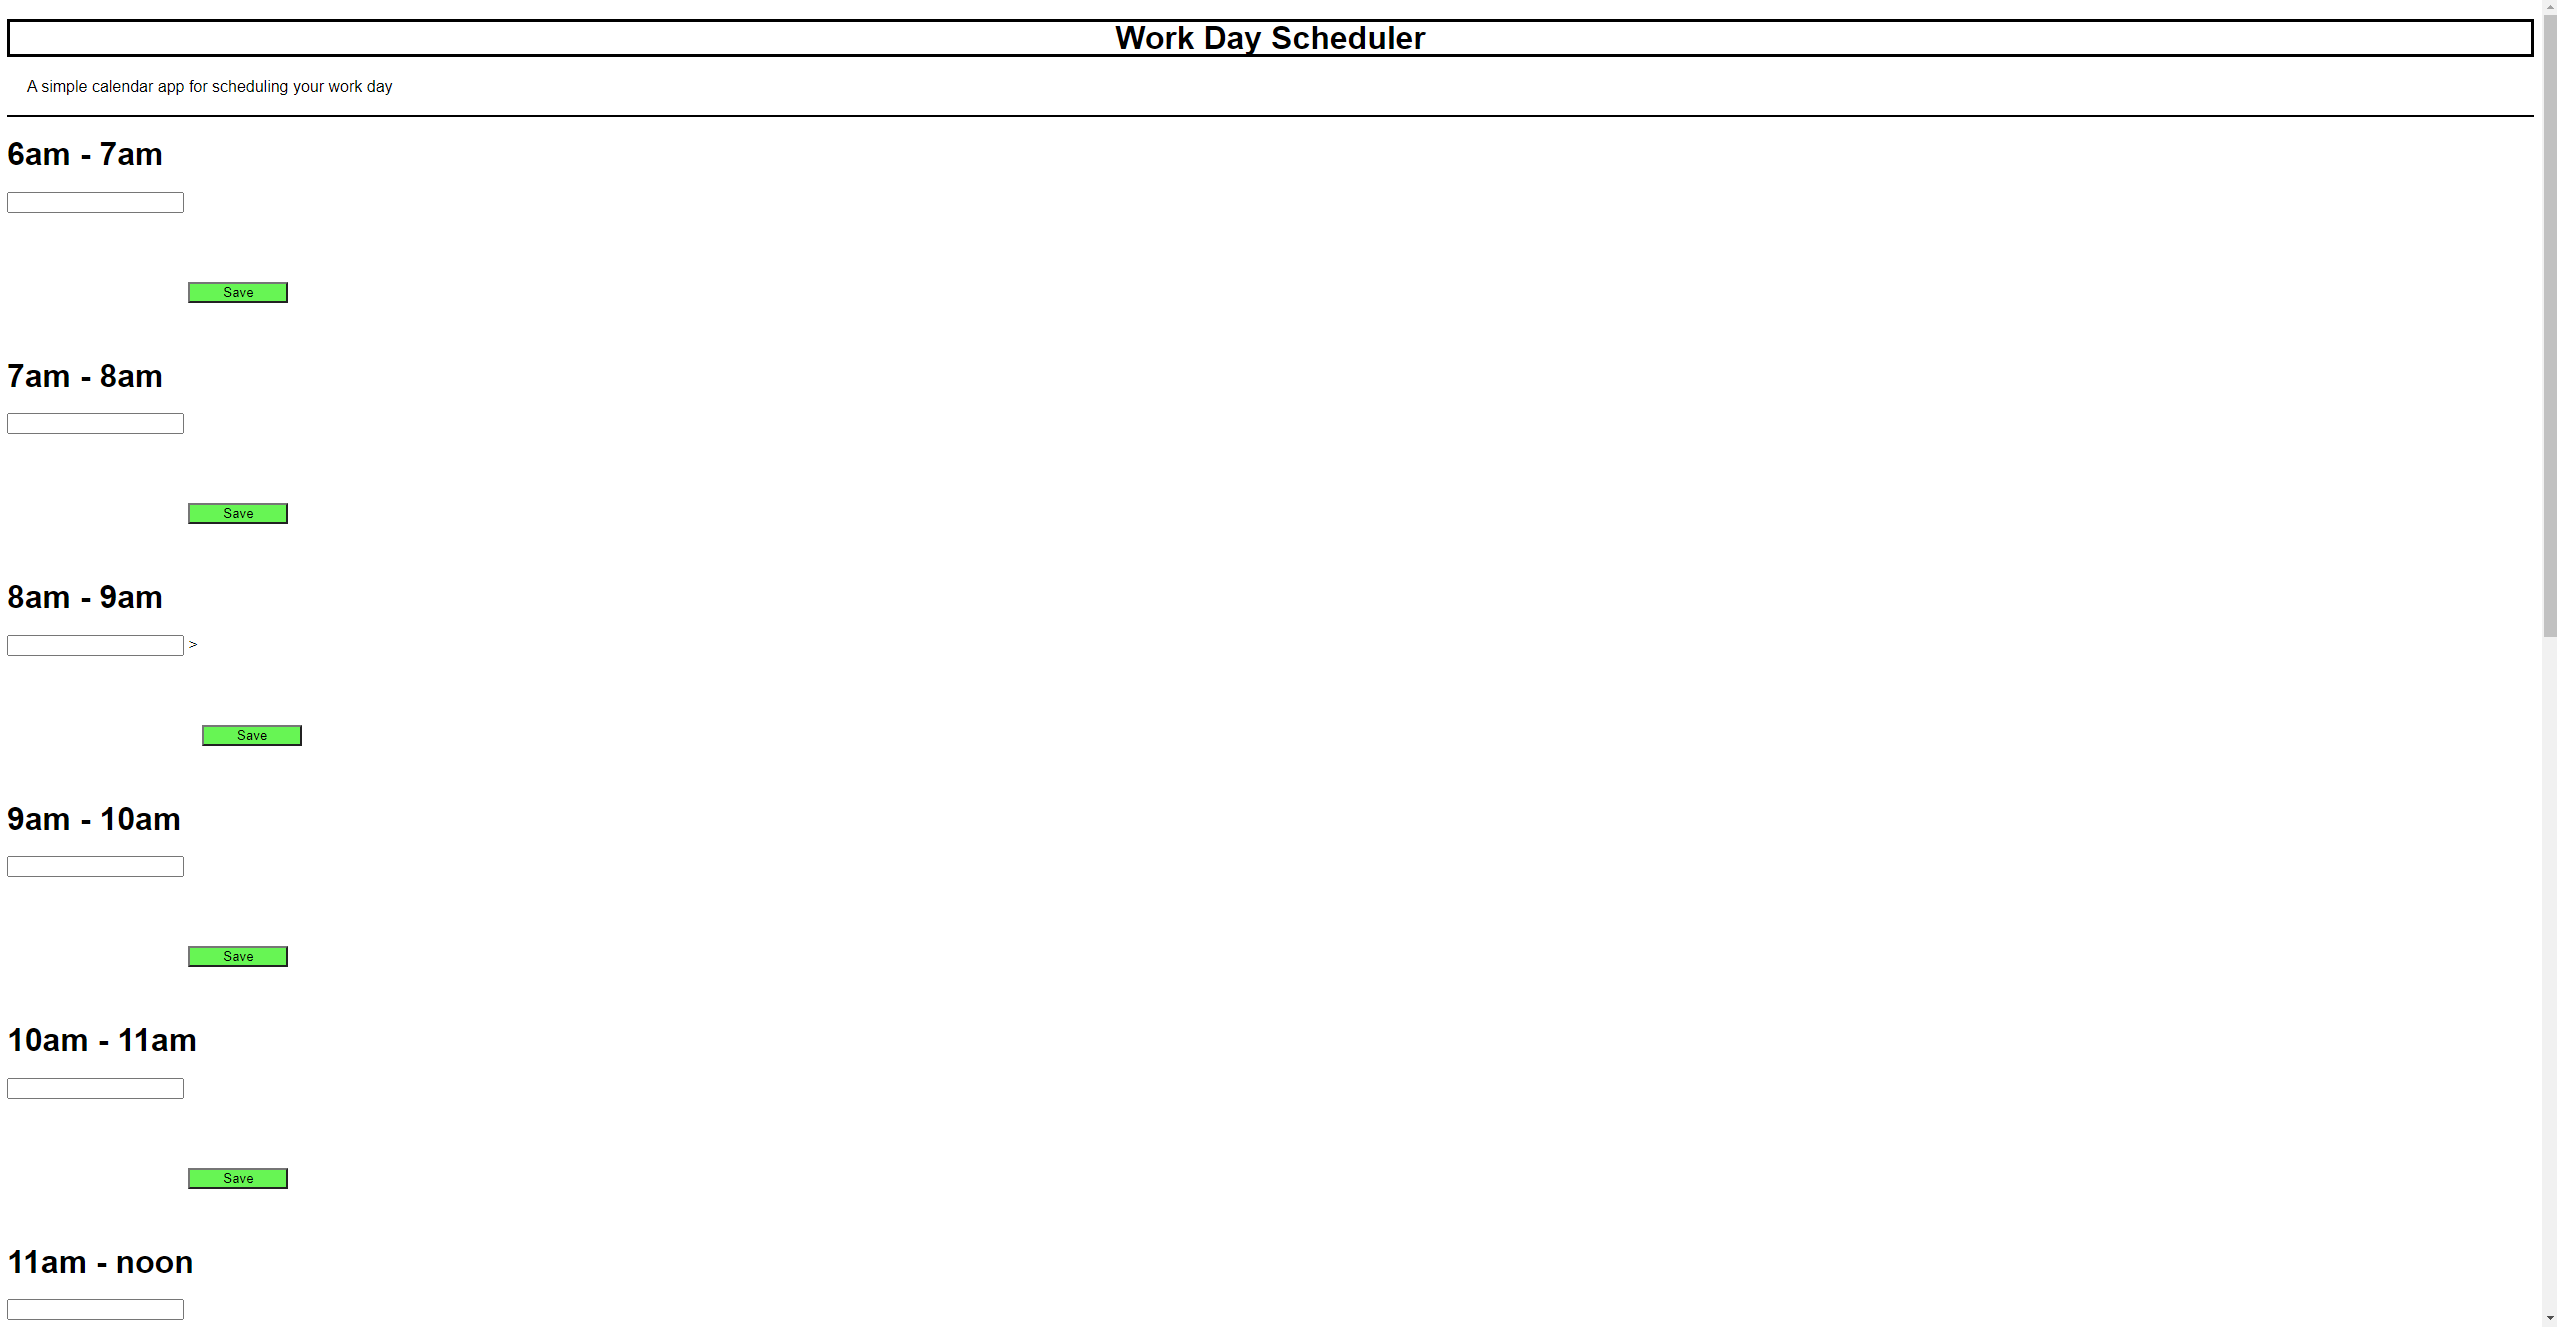 Work Day Scheduler
A simple calendar app for scheduling your work day
6am - 7am
Save
7am - 8am
Save
8am - 9am
>
Save
9am - 10am
Save
10am - 11am
Save
11am - noon